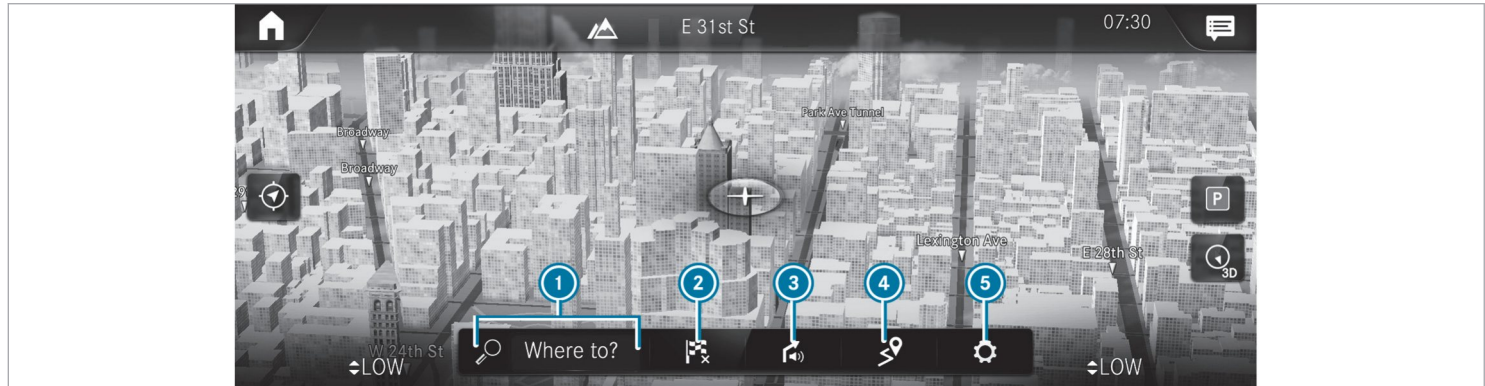 E 31st St
07:30
Park Ave Tunnel
Broadway
Broadway
29
P
Lexington Ave
E 28th St
3D
1
2
3
4
5
W 24th St
Where to?
LOW
LOW